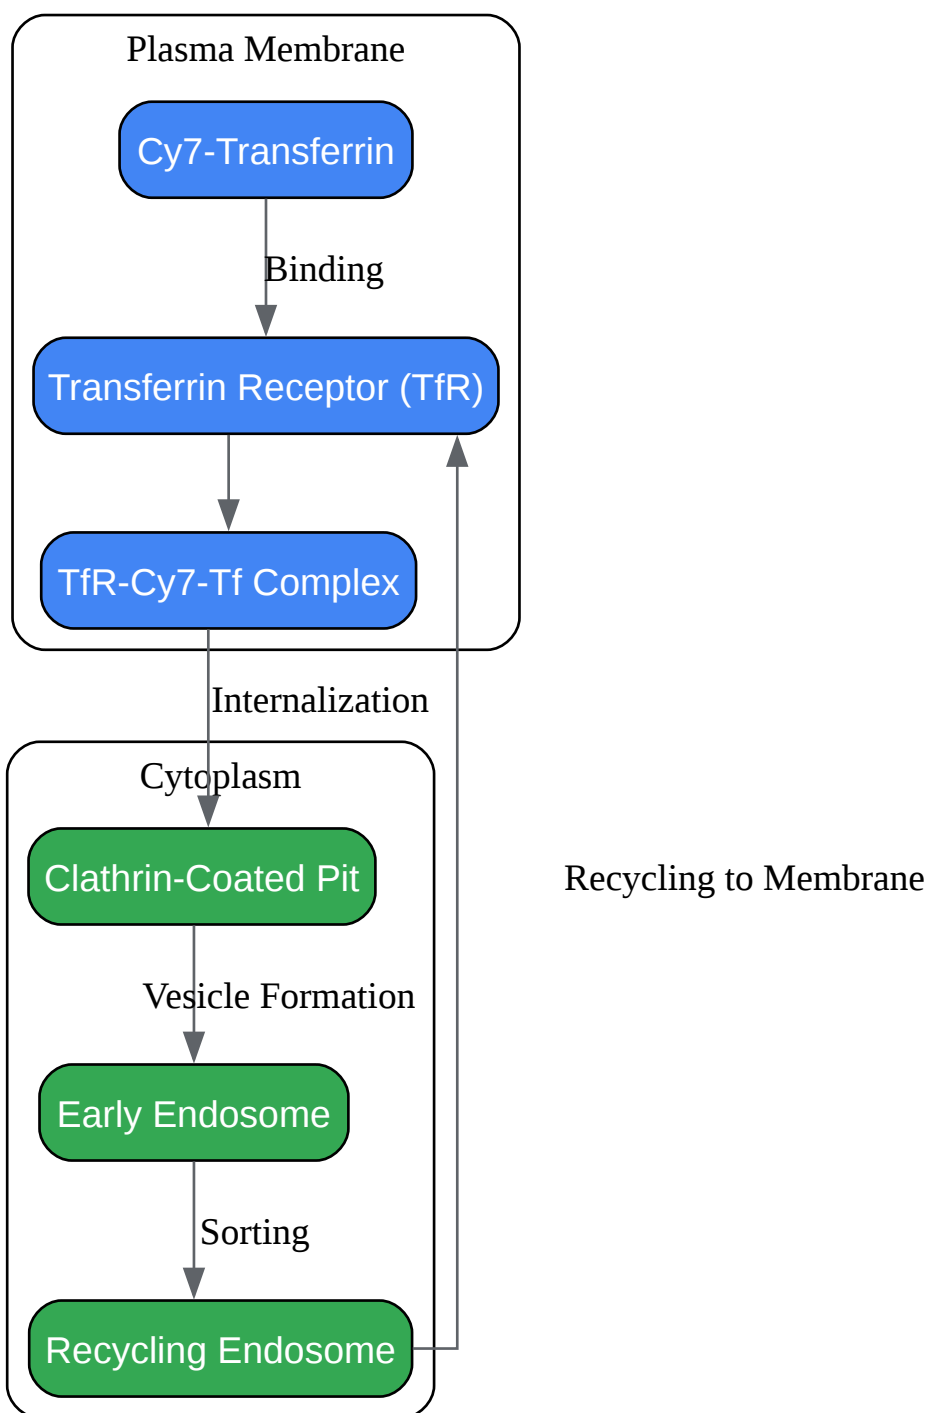 Plasma Membrane
Cy7-Transferrin
Binding
Transferrin Receptor (TfR)
TfR-Cy7-Tf Complex
Internalization
Cytoplasm
Clathrin-Coated Pit
Recycling to Membrane
Vesicle Formation
Early Endosome
Sorting
Recycling Endosome